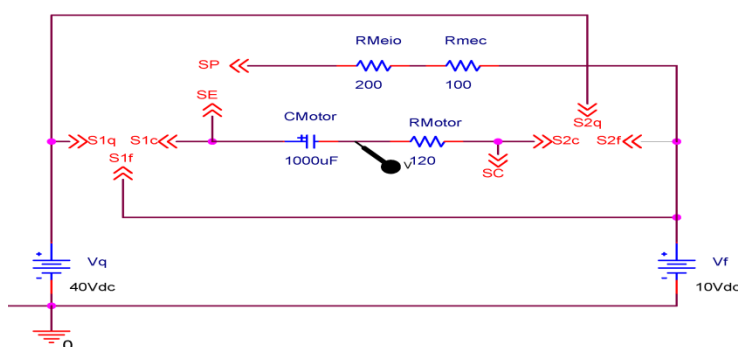 RMeio Rmec
SP
200 100
SE
CMotor RMotor
S2q
S1q S1c S2c S2f
S1f
1000uF V 120
SC
Vq Vf
40Vdc 10Vdc
0